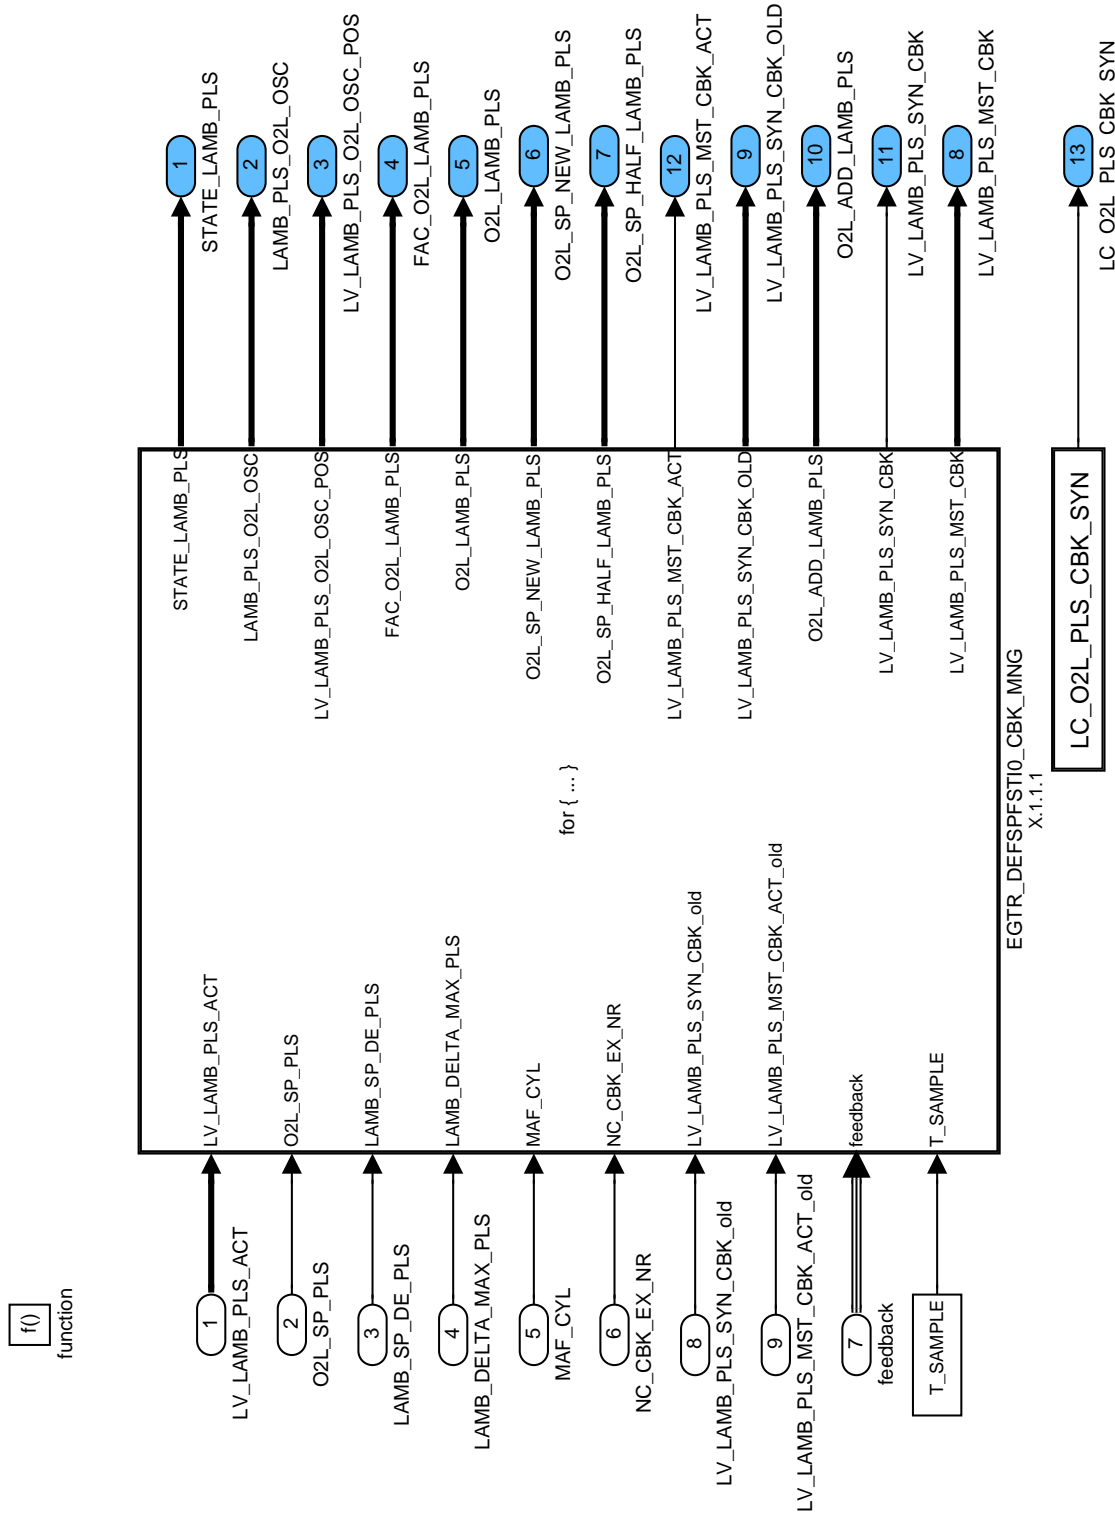 f()
function
1
LV_LAMB_PLS_ACT
2
O2L_SP_PLS
3
LAMB_SP_DE_PLS
4
LAMB_DELTA_MAX_PLS
5
MAF_CYL
6
NC_CBK_EX_NR
8
LV_LAMB_PLS_SYN_CBK_old
9
LV_LAMB_PLS_MST_CBK_ACT_old
7
feedback
T_SAMPLE
LV_LAMB_PLS_ACT
O2L_SP_PLS
LAMB_SP_DE_PLS
LAMB_DELTA_MAX_PLS
MAF_CYL
NC_CBK_EX_NR
LV_LAMB_PLS_SYN_CBK_old
LV_LAMB_PLS_MST_CBK_ACT_old
feedback
T_SAMPLE
for { ... }
STATE_LAMB_PLS
LAMB_PLS_O2L_OSC
LV_LAMB_PLS_O2L_OSC_POS
FAC_O2L_LAMB_PLS
O2L_LAMB_PLS
O2L_SP_NEW_LAMB_PLS
O2L_SP_HALF_LAMB_PLS
LV_LAMB_PLS_MST_CBK_ACT
LV_LAMB_PLS_SYN_CBK_OLD
O2L_ADD_LAMB_PLS
LV_LAMB_PLS_SYN_CBK
LV_LAMB_PLS_MST_CBK
EGTR_DEFSPFSTI0_CBK_MNG
X.1.1.1
LC_O2L_PLS_CBK_SYN
1
STATE_LAMB_PLS
2
LAMB_PLS_O2L_OSC
3
LV_LAMB_PLS_O2L_OSC_POS
4
FAC_O2L_LAMB_PLS
5
O2L_LAMB_PLS
6
O2L_SP_NEW_LAMB_PLS
7
O2L_SP_HALF_LAMB_PLS
12
LV_LAMB_PLS_MST_CBK_ACT
9
LV_LAMB_PLS_SYN_CBK_OLD
10
O2L_ADD_LAMB_PLS
11
LV_LAMB_PLS_SYN_CBK
8
LV_LAMB_PLS_MST_CBK
13
LC_O2L_PLS_CBK_SYN